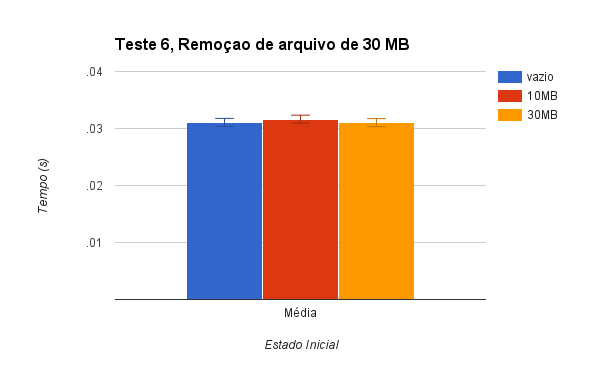 Teste 6, Remoçao de arquivo de 30 MB
.04
.03
.02
.01
Tempo (s)
Média
Estado Inicial
vazio
10MB
30MB